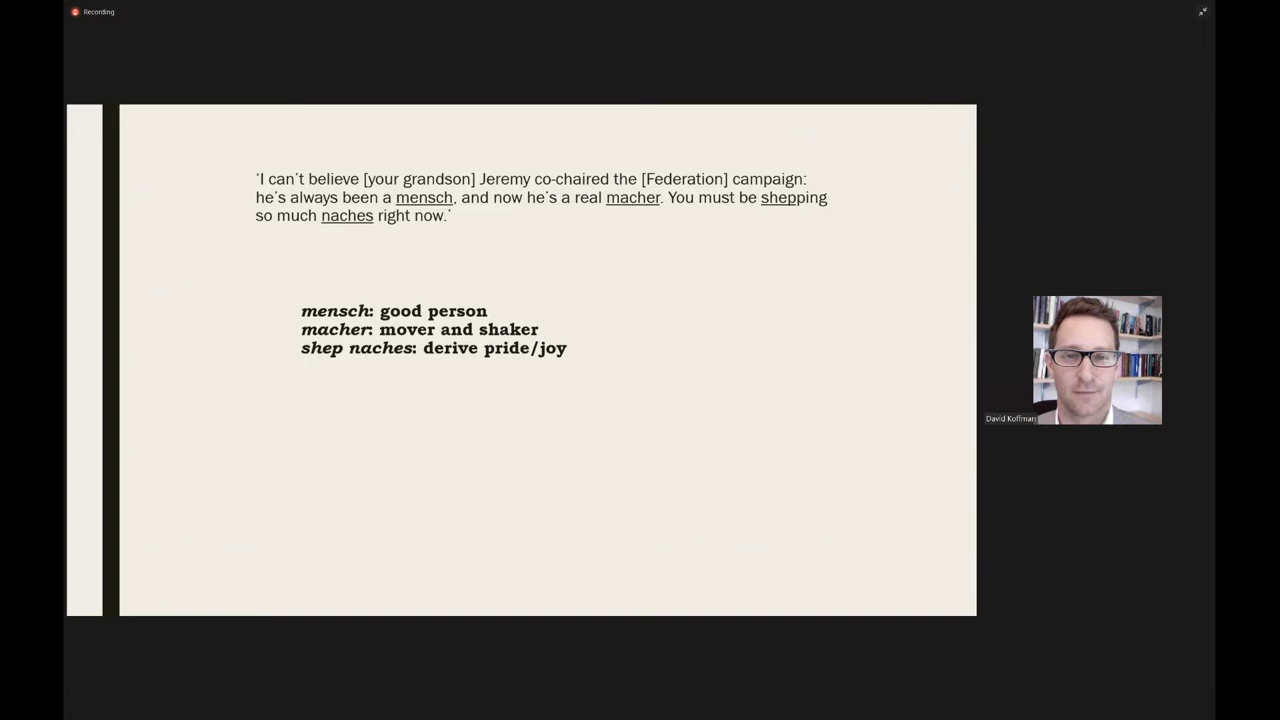 Recording
‘I can’t believe [your grandson] Jeremy co-chaired the [Federation] campaign:
he’s always been a mensch, and now he’s a real macher. You must be shepping
so much naches right now.’
mensch: good person
macher: mover and shaker
shep naches: derive pride/joy
David Koffman